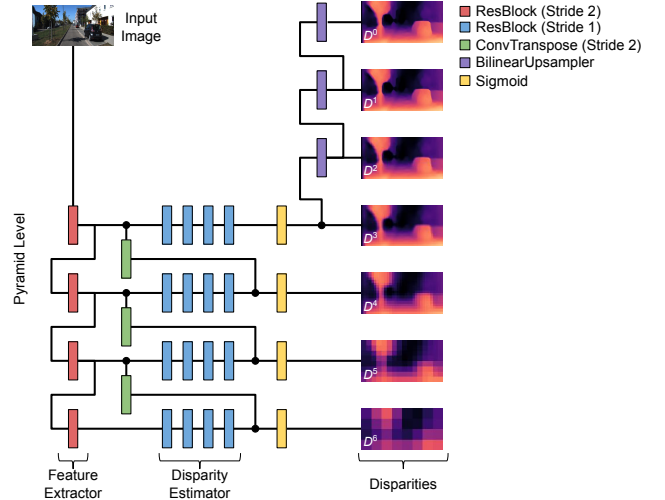 Input
Image
ResBlock (Stride 2)
ResBlock (Stride 1)
ConvTranspose (Stride 2)
BilinearUpsampler
Sigmoid
D⁰
D¹
D²
D³
D⁴
D⁵
D⁶
Pyramid Level
Feature
Extractor
Disparity
Estimator
Disparities